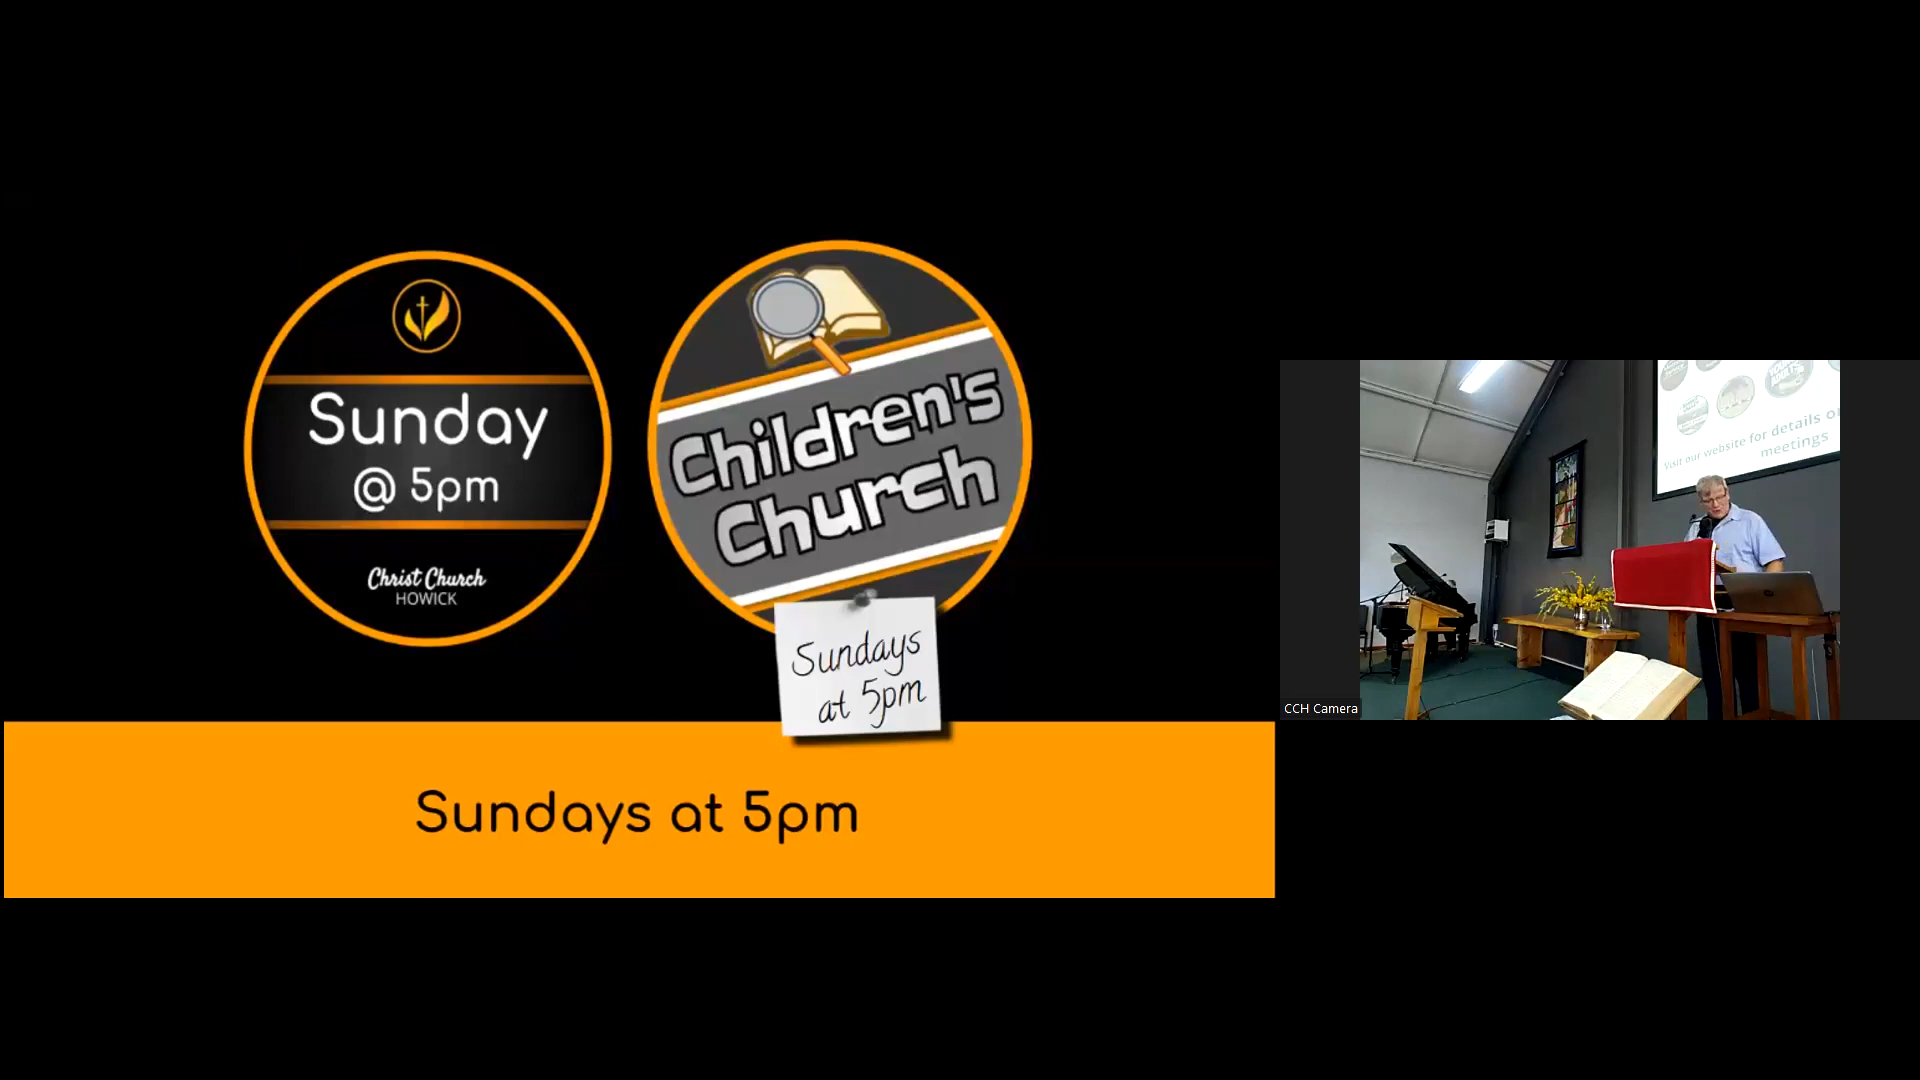 Sunday
@ 5pm
Christ Church
HOWICK
Children's
Church
Sundays
at 5pm
Sundays at 5pm
CCH Camera
Visit our website for details
meetings